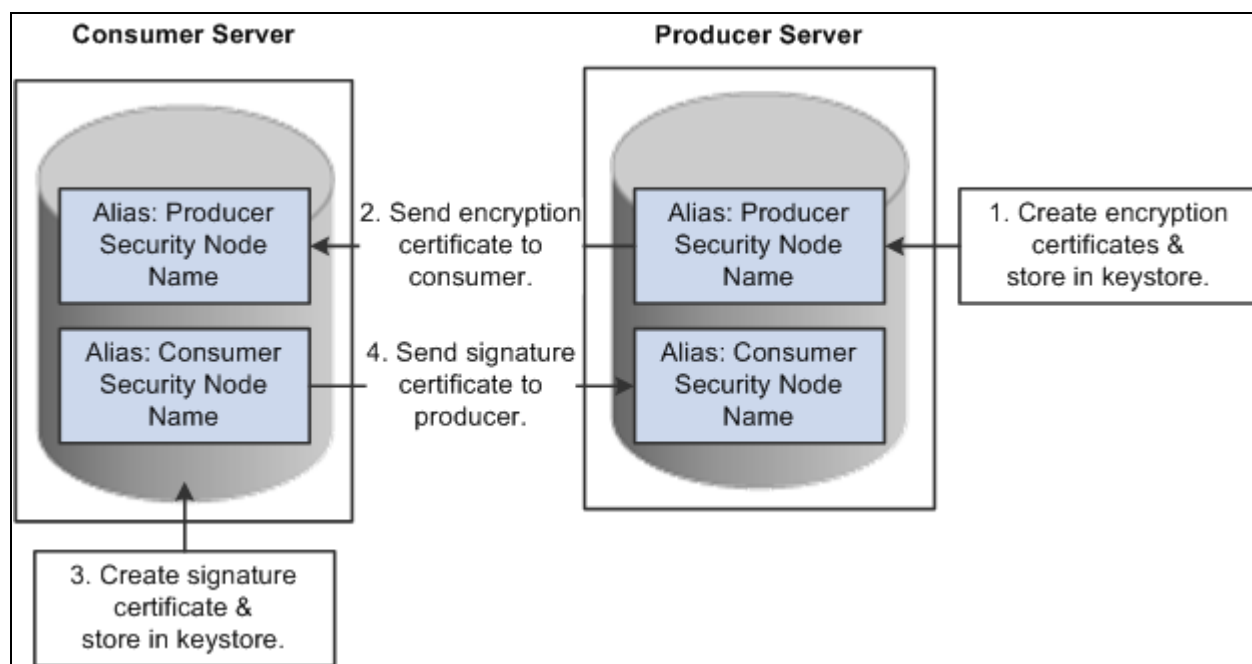 Consumer Server
Producer Server
Alias: Producer
Security Node
Name
2. Send encryption
certificate to
consumer.
Alias: Producer
Security Node
Name
1. Create encryption
certificates &
store in keystore.
Alias: Consumer
Security Node
Name
4. Send signature
certificate to
producer.
Alias: Consumer
Security Node
Name
3. Create signature
certificate &
store in keystore.